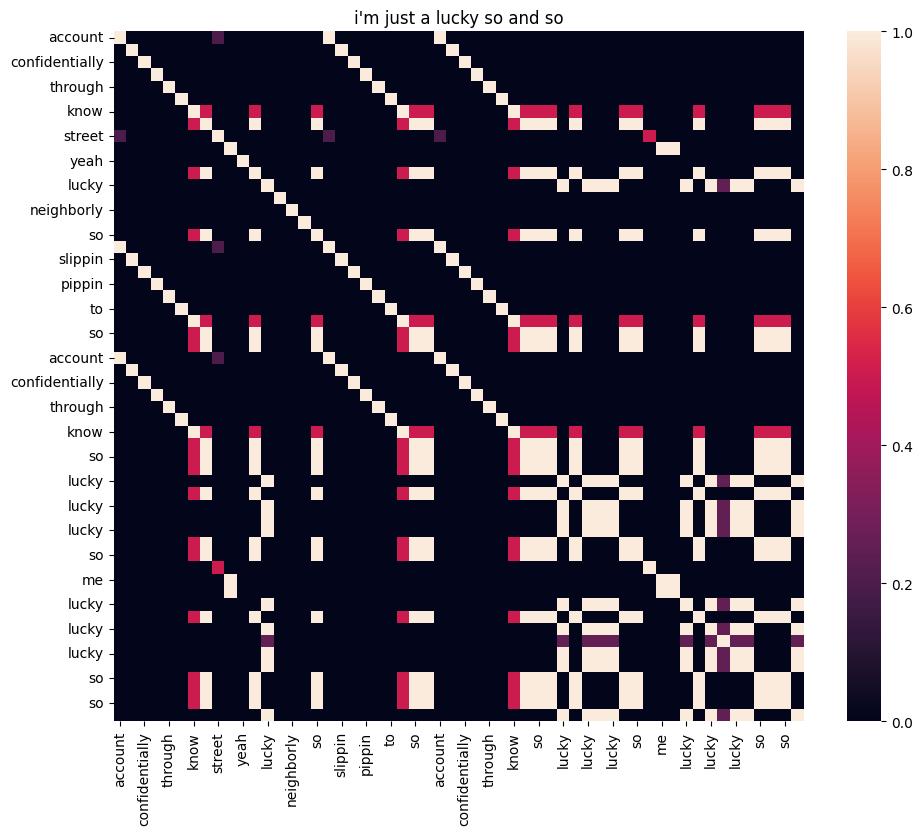 i'm just a lucky so and so
account
confidentially
through
know
street
yeah
lucky
neighborly
so
slippin
pippin
to
so
account
confidentially
through
know
so
lucky
lucky
lucky
so
me
lucky
lucky
lucky
so
so
account
confidentially
through
know
street
yeah
lucky
neighborly
so
slippin
pippin
to
so
account
confidentially
through
know
so
lucky
lucky
lucky
so
me
lucky
lucky
lucky
so
so
1.0
0.8
0.6
0.4
0.2
0.0